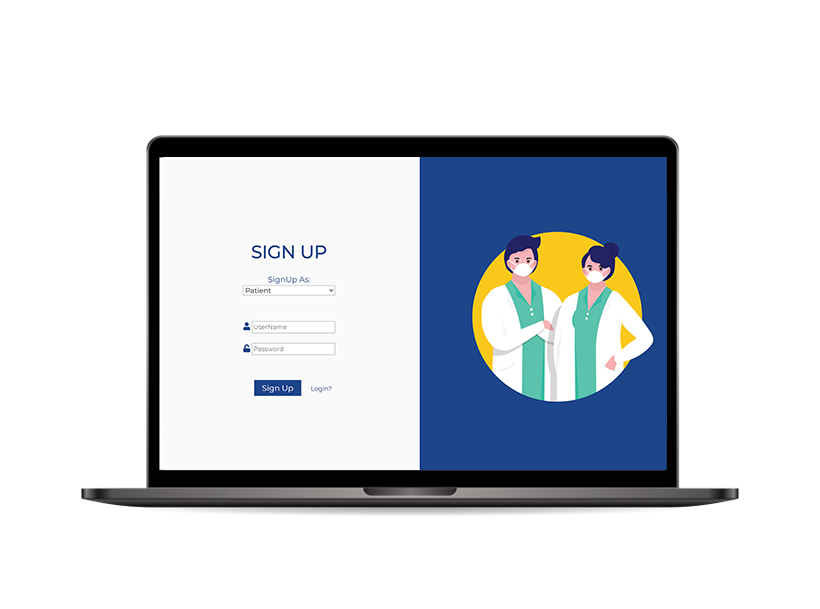 SIGN UP
SignUp As:
Patient
UserName
Password
Sign Up Login?